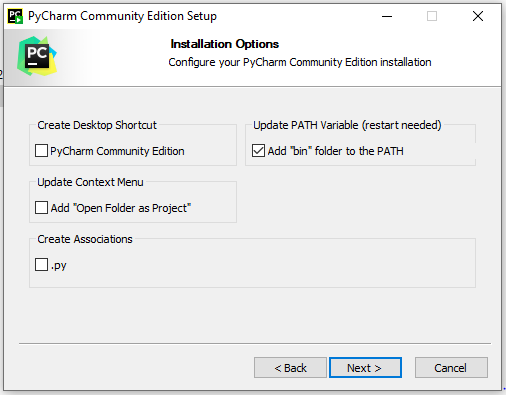 PyCharm Community Edition Setup
PC
Installation Options
Configure your PyCharm Community Edition installation
Create Desktop Shortcut
PyCharm Community Edition
Update PATH Variable (restart needed)
Add "bin" folder to the PATH
Update Context Menu
Add "Open Folder as Project"
Create Associations
.py
< Back
Next >
Cancel